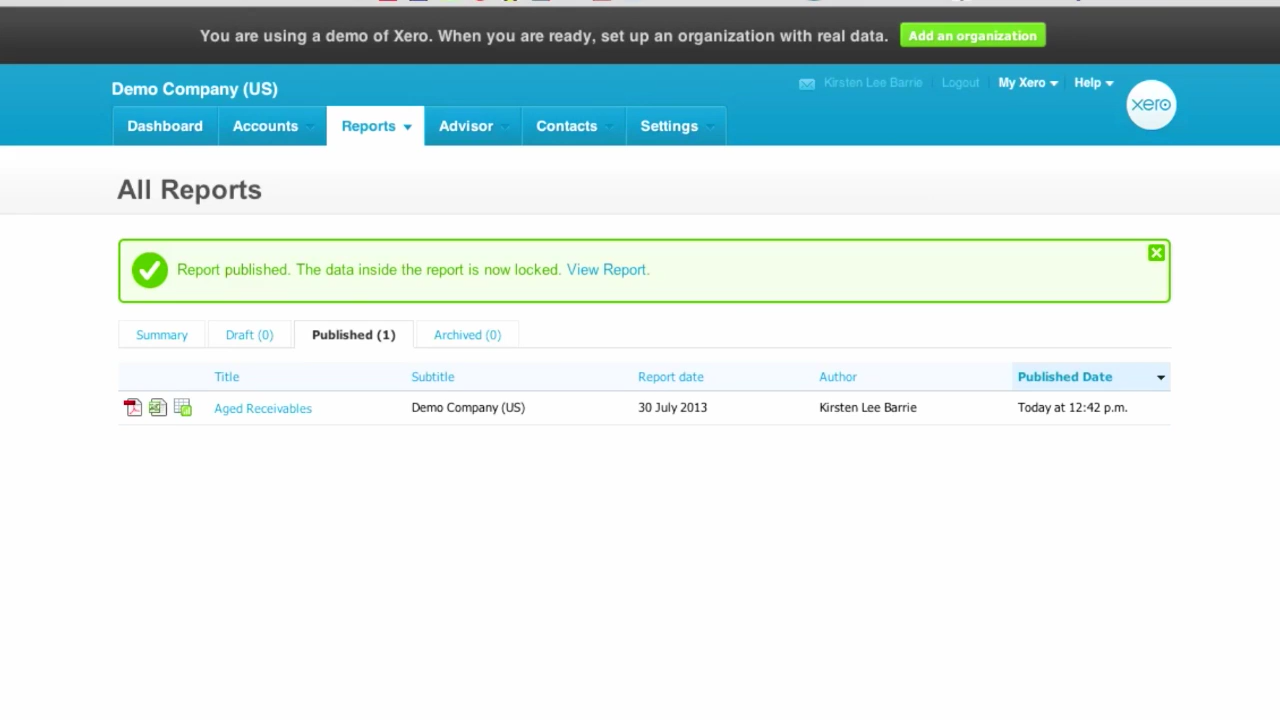 You are using a demo of Xero. When you are ready, set up an organization with real data. Add an organization
Demo Company (US) Kirsten Lee Barrie Logout My Xero Help xero
Dashboard Accounts Reports Advisor Contacts Settings
All Reports
Report published. The data inside the report is now locked. View Report.
Summary Draft (0) Published (1) Archived (0)
Title Subtitle Report date Author Published Date
Aged Receivables Demo Company (US) 30 July 2013 Kirsten Lee Barrie Today at 12:42 p.m.